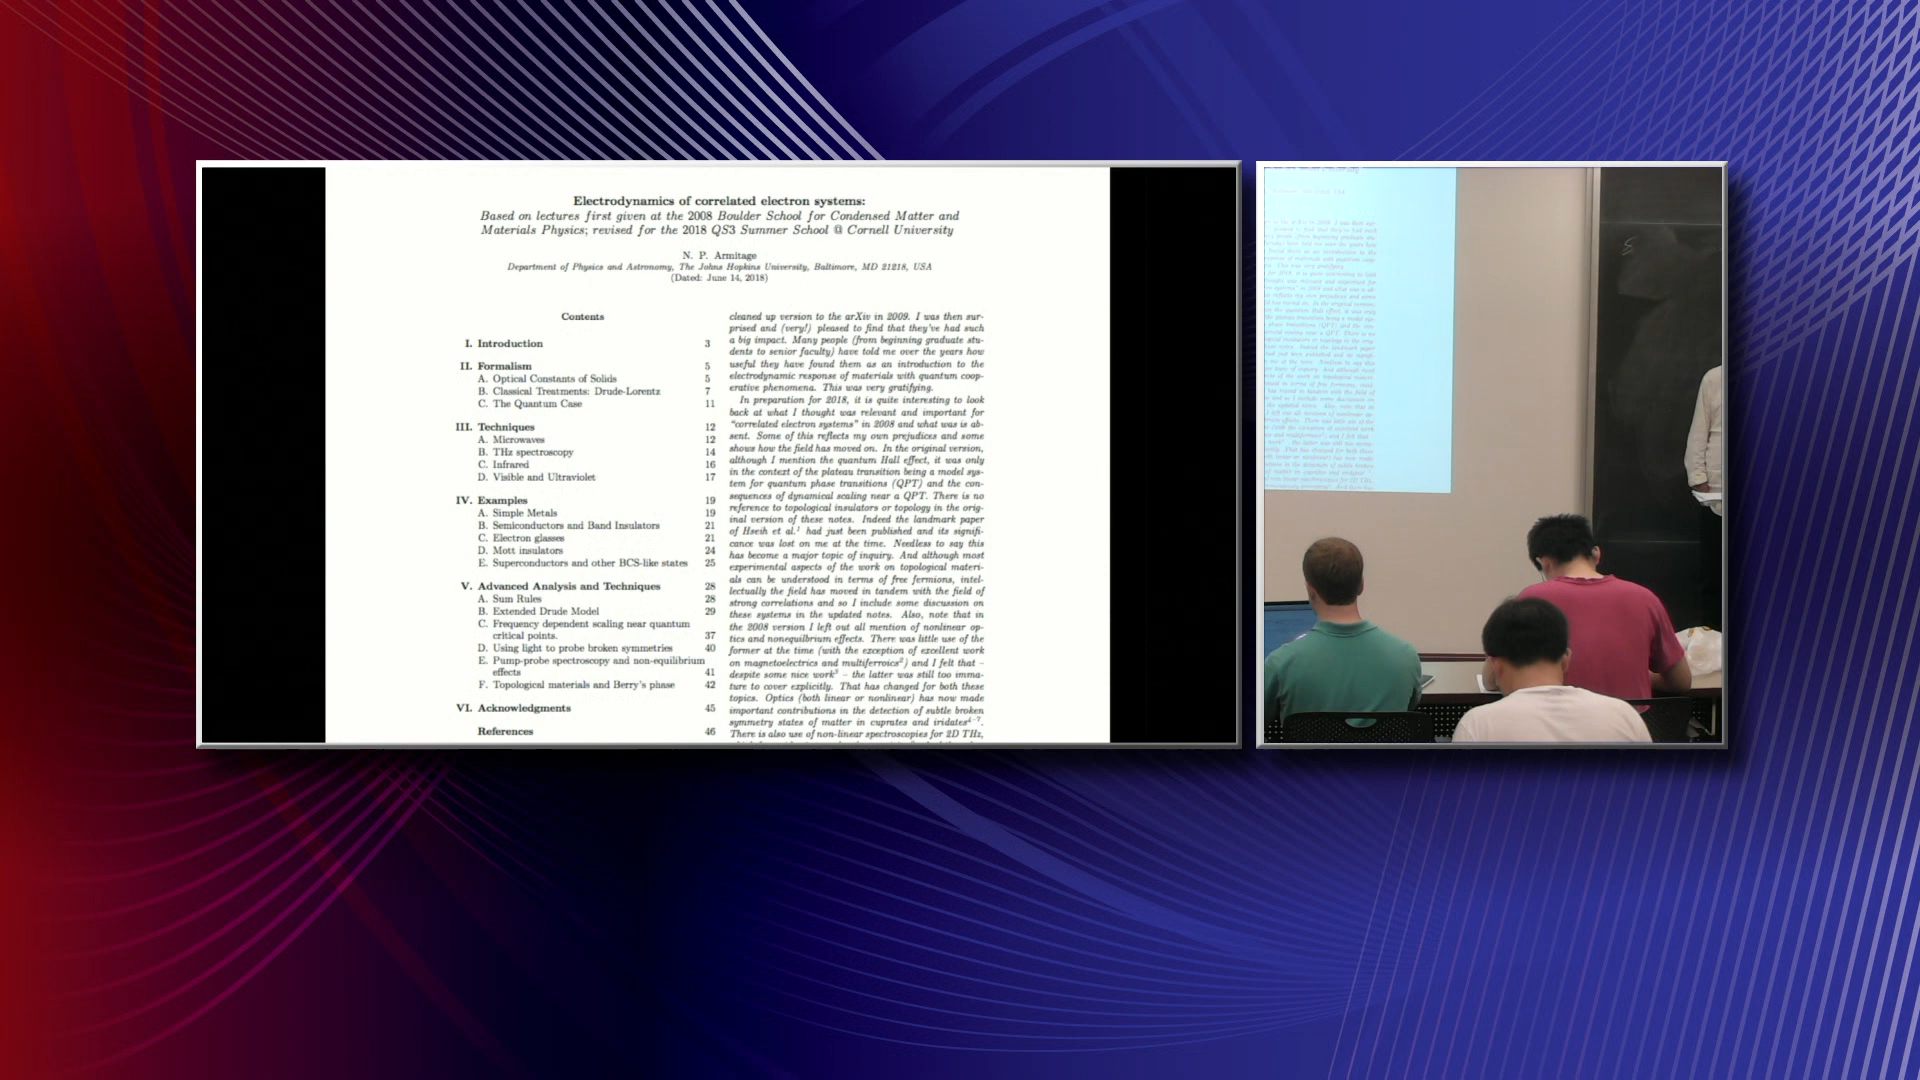 Electrodynamics of correlated electron systems:
Based on lectures first given at the 2008 Boulder School for Condensed Matter and
Materials Physics; revised for the 2018 QS3 Summer School @ Cornell University
N. P. Armitage
Department of Physics and Astronomy, The Johns Hopkins University, Baltimore, MD 21218, USA
(Dated: June 14, 2018)
Contents
I. Introduction 3
II. Formalism 5
A. Optical Constants of Solids 5
B. Classical Treatments: Drude-Lorentz 7
C. The Quantum Case 11
III. Techniques 12
A. Microwaves 12
B. THz spectroscopy 14
C. Infrared 16
D. Visible and Ultraviolet 17
IV. Examples 19
A. Simple Metals 19
B. Semiconductors and Band Insulators 21
C. Electron glasses 21
D. Mott insulators 24
E. Superconductors and other BCS-like states 25
V. Advanced Analysis and Techniques 28
A. Sum Rules 28
B. Extended Drude Model 29
C. Frequency dependent scaling near quantum
critical points. 37
D. Using light to probe broken symmetries 40
E. Pump-probe spectroscopy and non-equilibrium
effects 41
F. Topological materials and Berry's phase 42
VI. Acknowledgments 45
References 46
cleaned up version to the arXiv in 2009. I was then sur-
prised and (very!) pleased to find that they've had such
a big impact. Many people (from beginning graduate stu-
dents to senior faculty) have told me over the years how
useful they have found them as an introduction to the
electrodynamic response of materials with quantum coop-
erative phenomena. This was very gratifying.
In preparation for 2018, it is quite interesting to look
back at what I thought was relevant and important for
"correlated electron systems" in 2008 and what was is ab-
sent. Some of this reflects my own prejudices and some
shows how the field has moved on. In the original version,
although I mention the quantum Hall effect, it was only
in the context of the plateau transition being a model sys-
tem for quantum phase transitions (QPT) and the con-
sequences of dynamical scaling near a QPT. There is no
reference to topological insulators or topology in the orig-
inal version of these notes. Indeed the landmark paper
of Hseih et al.1 had just been published and its signifi-
cance was lost on me at the time. Needless to say this
has become a major topic of inquiry. And although most
experimental aspects of the work on topological materi-
als can be understood in terms of free fermions, intel-
lectually the field has moved in tandem with the field of
strong correlations and so I include some discussion on
these systems in the updated notes. Also, note that in
the 2008 version I left out all mention of nonlinear op-
tics and nonequilbrium effects. There was little use of the
former at the time (with the exception of excellent work
on magnetoelectrics and multiferroics2) and I felt that –
despite some nice work3 – the latter was still too imma-
ture to cover explicitly. That has changed for both these
topics. Optics (both linear or nonlinear) has now made
important contributions in the detection of subtle broken
symmetry states of matter in cuprates and iridates4–7.
There is also use of non-linear spectroscopies for 2D THz,